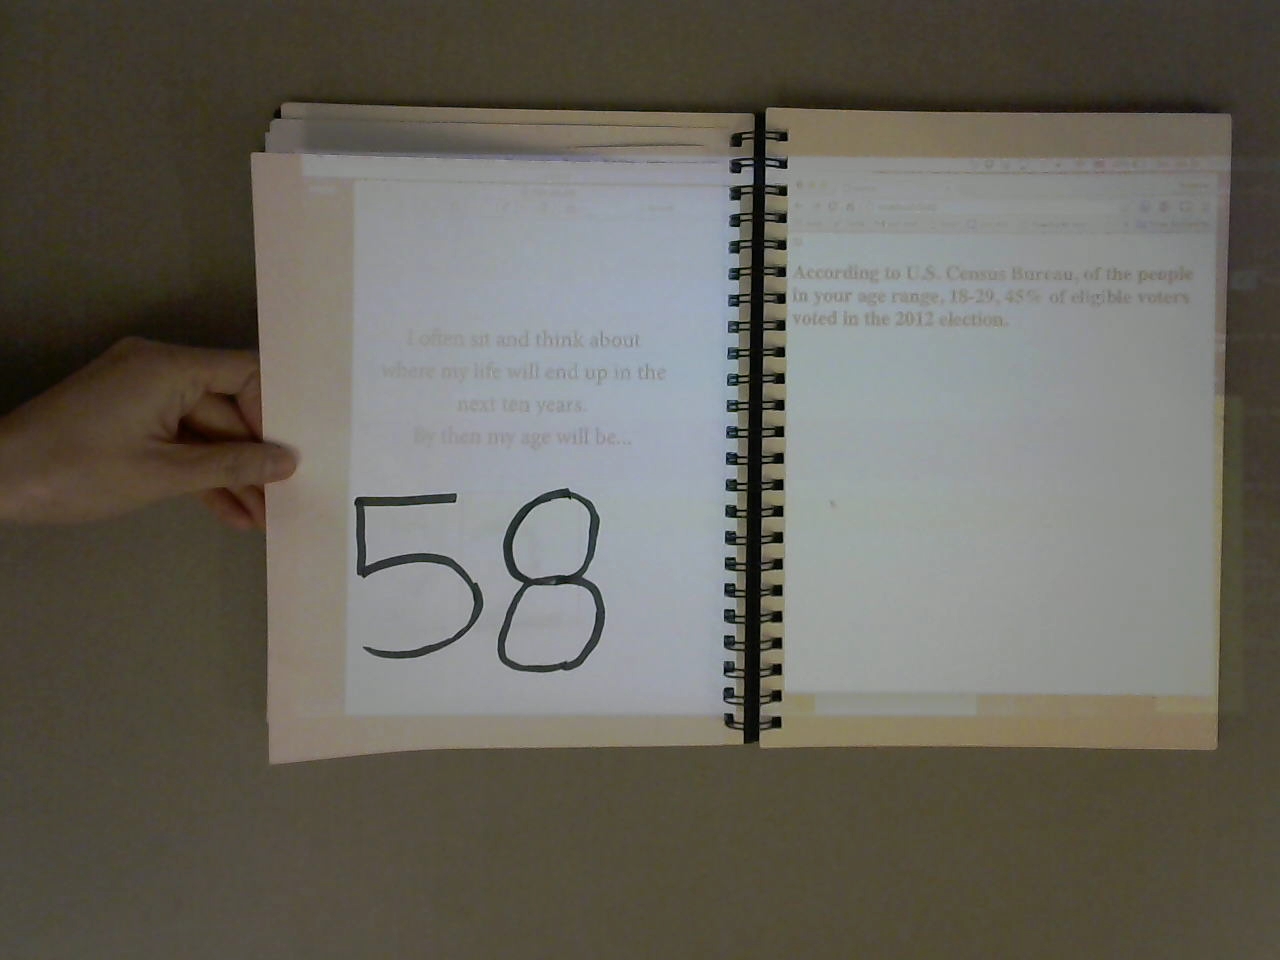 I often sit and think about
where my life will end up in the
next ten years.
By then my age will be...
58
According to U.S. Census Bureau, of the people
in your age range, 18-29, 45% of eligible voters
voted in the 2012 election.